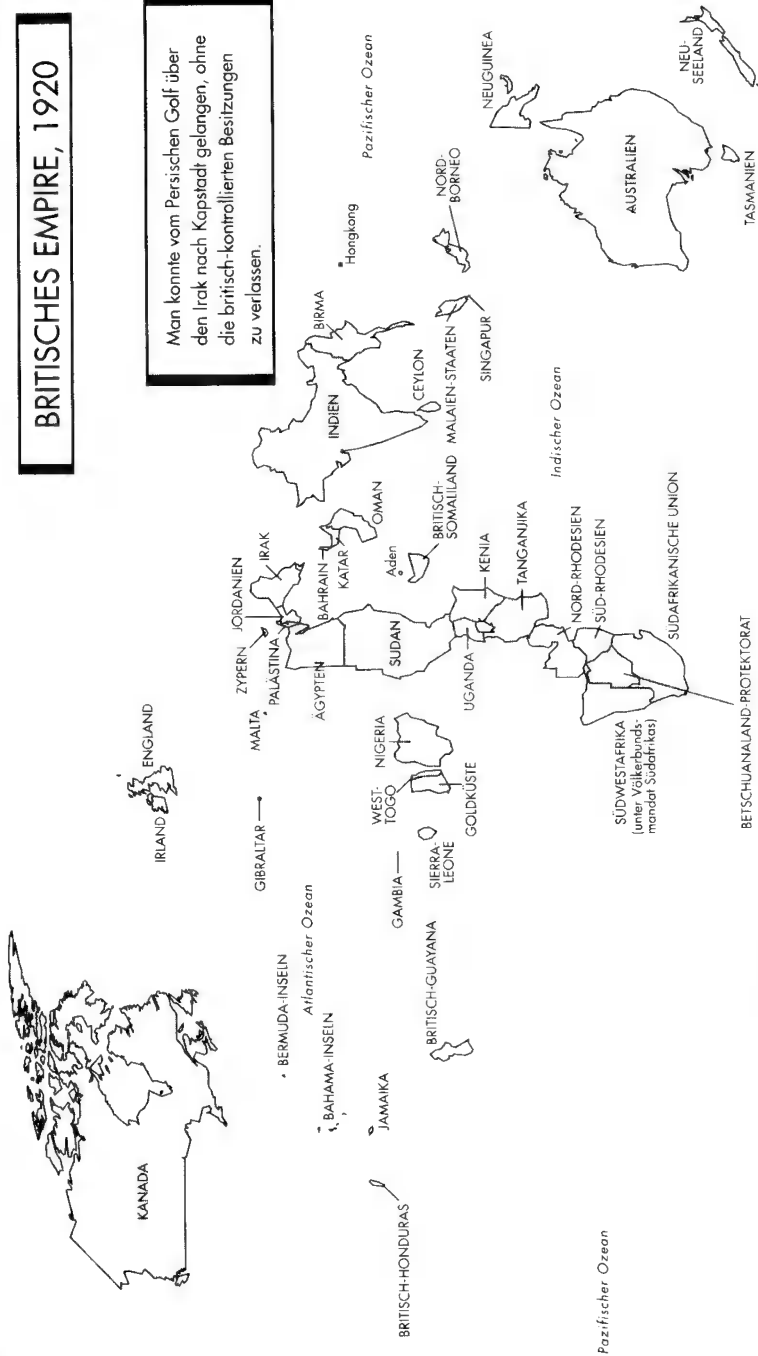 BRITISCHES EMPIRE, 1920
Man konnte vom Persischen Golf über
den Irak nach Kapstadt gelangen, ohne
die britisch-kontrollierten Besitzungen
zu verlassen.
KANADA
IRLAND
ENGLAND
GIBRALTAR
MALTA
ZYPERN
PALÄSTINA
JORDANIEN
IRAK
BERMUDA-INSELN
Atlantischer Ozean
BAHAMA-INSELN
JAMAIKA
BRITISCH-HONDURAS
BRITISCH-GUAYANA
GAMBIA
SIERRA-
LEONE
WEST-
TOGO
GOLDKÜSTE
NIGERIA
ÄGYPTEN
SUDAN
BAHRAIN
KATAR
OMAN
Aden
BRITISCH-
SOMALILAND
UGANDA
KENIA
TANGANJIKA
NORD-RHODESIEN
SÜD-RHODESIEN
SÜDAFRIKANISCHE UNION
SÜDWESTAFRIKA
(unter Völkerbunds-
mandat Südafrikas)
BETSCHUANALAND-PROTEKTORAT
INDIEN
BIRMA
CEYLON
Hongkong
MALAIEN-STAATEN
SINGAPUR
NORD-
BORNEO
Pazifischer Ozean
Indischer Ozean
NEUGUINEA
AUSTRALIEN
TASMANIEN
NEU-
SEELAND
Pazifischer Ozean